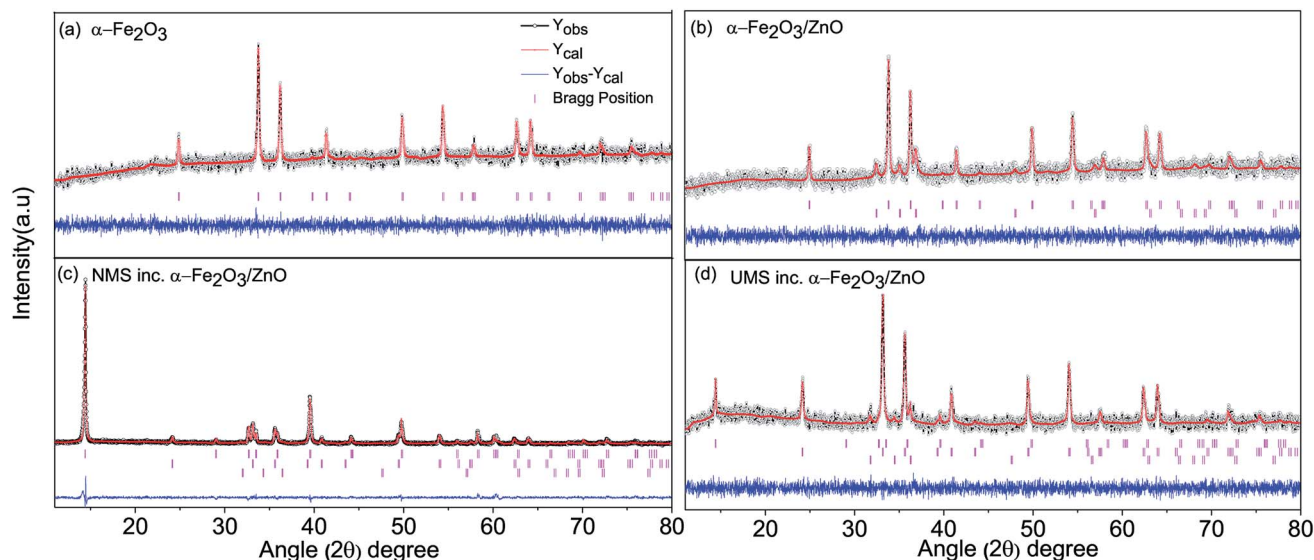 (a) α–Fe2O3
Yobs
Ycal
Yobs-Ycal
Bragg Position
(b) α–Fe2O3/ZnO
(c) NMS inc. α–Fe2O3/ZnO
(d) UMS inc. α–Fe2O3/ZnO
Intensity(a.u)
20 30 40 50 60 70 80
20 30 40 50 60 70 80
Angle (2θ) degree
Angle (2θ) degree